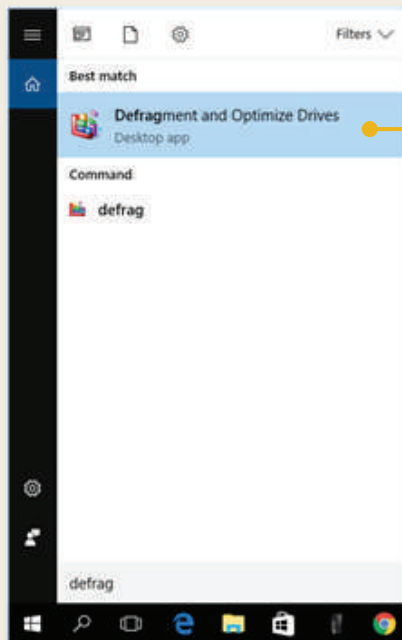 Filters
Best match
Defragment and Optimize Drives
Desktop app
Command
defrag
defrag